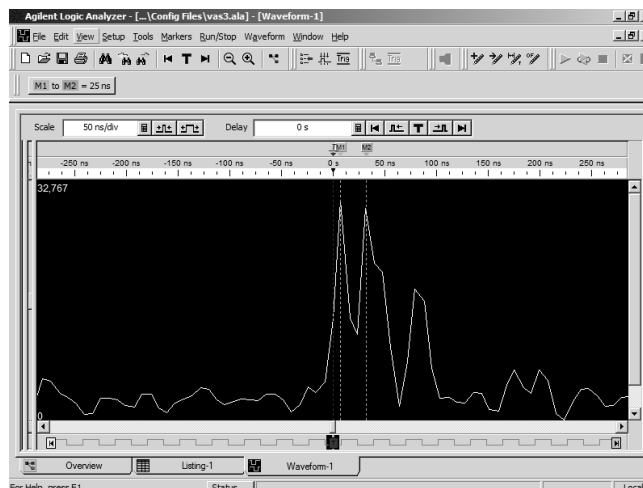 Agilent Logic Analyzer - [...\Config Files\vas3.ala] - [Waveform-1]
File Edit View Setup Tools Markers Run/Stop Waveform Window Help
M1 to M2 = 25 ns
Scale 50 ns/div Delay 0 s
T M1 M2
-250 ns -200 ns -150 ns -100 ns -50 ns 0 s 50 ns 100 ns 150 ns 200 ns 250 ns
32,767
0
Overview Listing-1 Waveform-1
For Help, press F1 Status Local